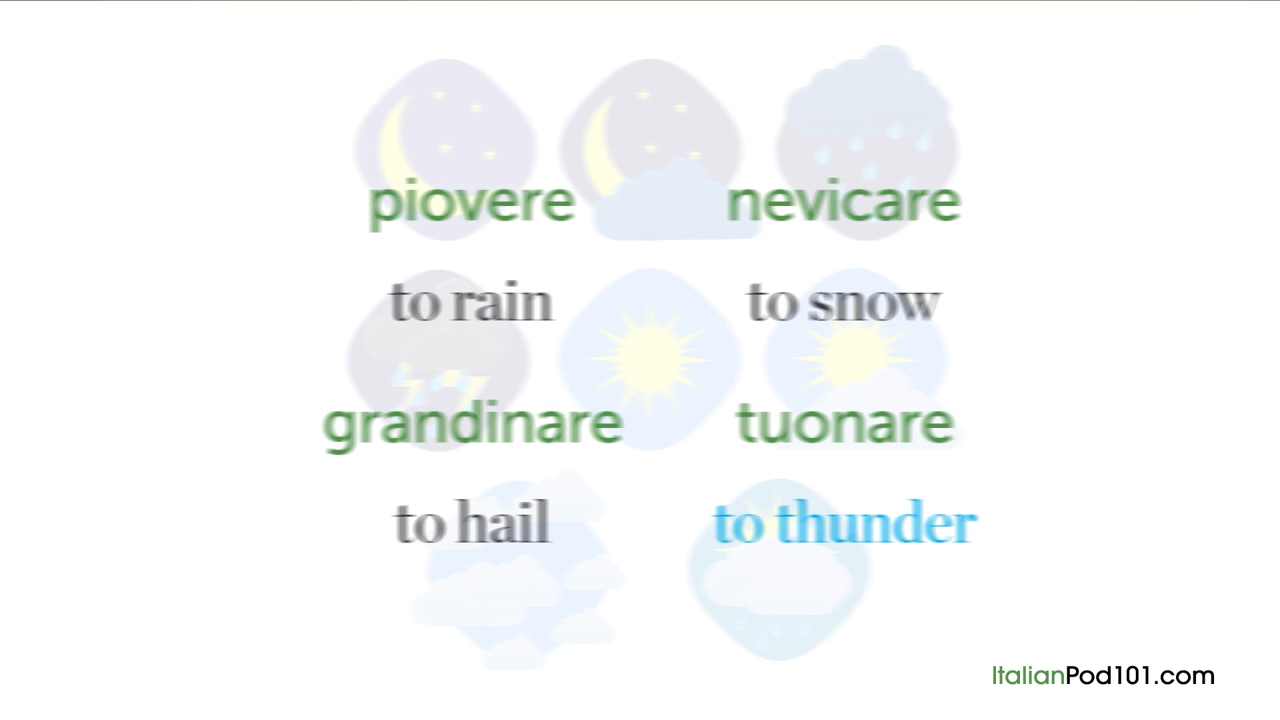 piovere nevicare
to rain to snow
grandinare tuonare
to hail to thunder
ItalianPod101.com